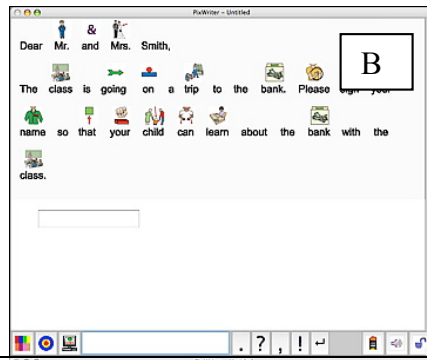 PixWriter - Untitled
&
Dear Mr. and Mrs. Smith,
B
The class is going on a trip to the bank. Please sign your
name so that your child can learn about the bank with the
class.
. ? , ! ↵